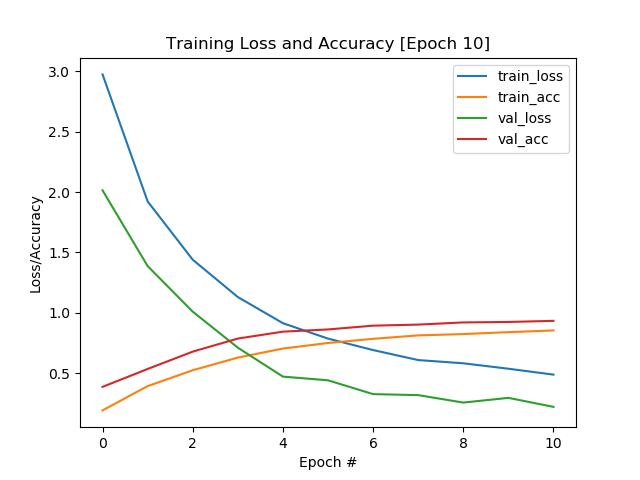 Training Loss and Accuracy [Epoch 10]
train_loss
train_acc
val_loss
val_acc
3.0
2.5
2.0
1.5
1.0
0.5
Loss/Accuracy
0 2 4 6 8 10
Epoch #